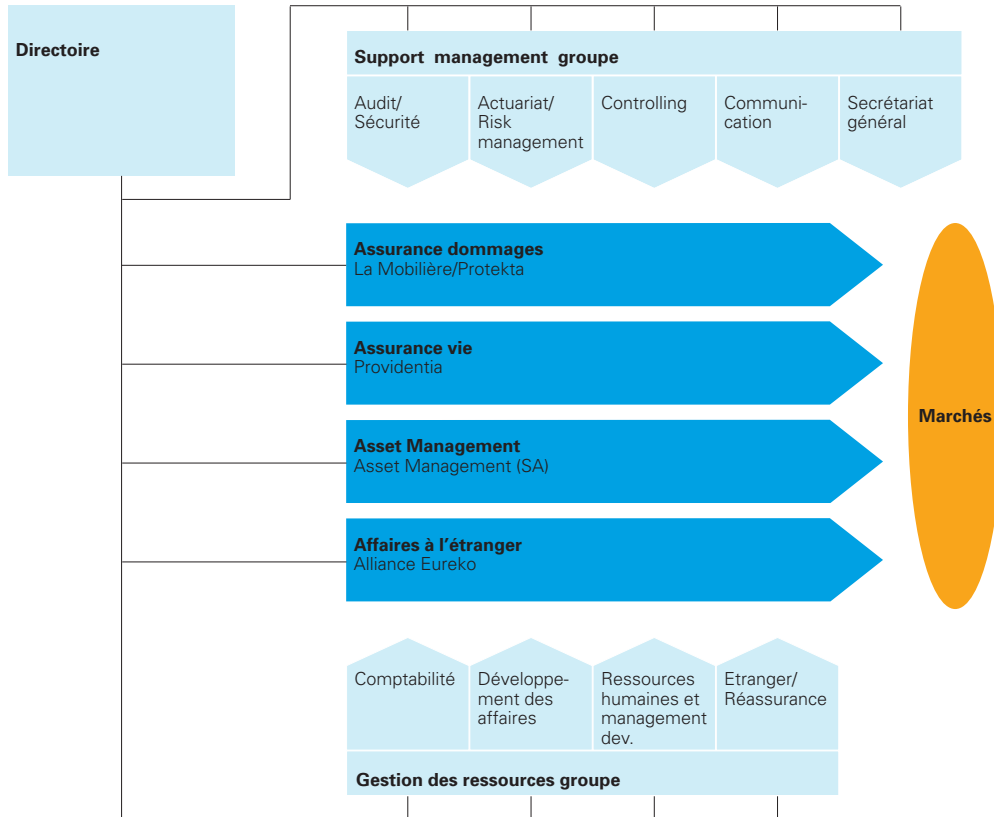 Directoire
Support management groupe
Audit/
Sécurité
Actuariat/
Risk
management
Controlling
Communi-
cation
Secrétariat
général
Assurance dommages
La Mobilière/Protekta
Assurance vie
Providentia
Asset Management
Asset Management (SA)
Affaires à l'étranger
Alliance Eureko
Marchés
Comptabilité
Développe-
ment des
affaires
Ressources
humaines et
management
dev.
Etranger/
Réassurance
Gestion des ressources groupe